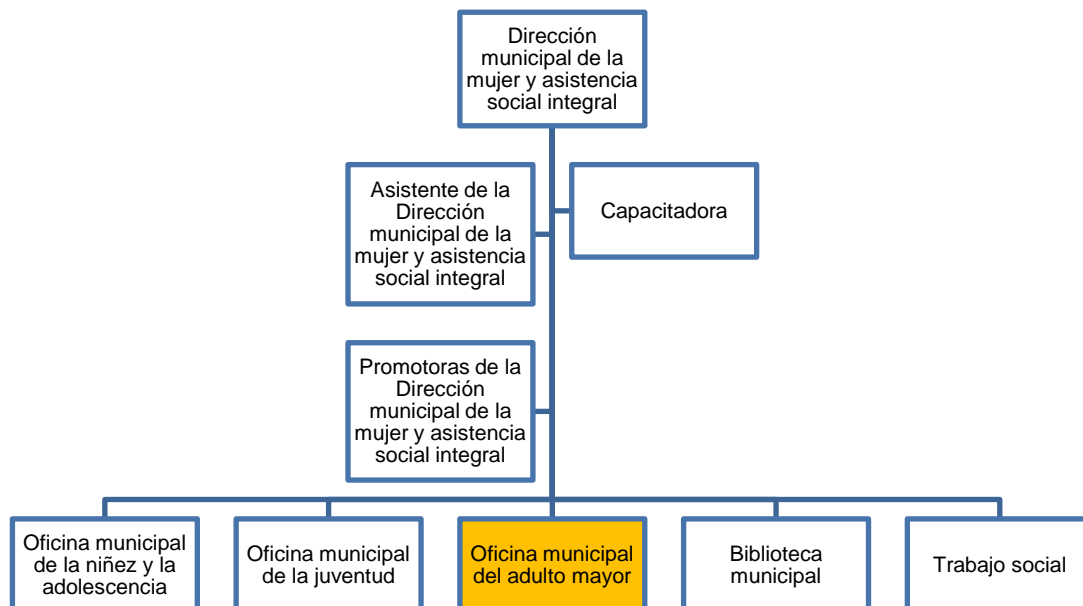 Dirección
municipal de la
mujer y asistencia
social integral
Asistente de la
Dirección
municipal de la
mujer y asistencia
social integral
Capacitadora
Promotoras de la
Dirección
municipal de la
mujer y asistencia
social integral
Oficina municipal
de la niñez y la
adolescencia
Oficina municipal
de la juventud
Oficina municipal
del adulto mayor
Biblioteca
municipal
Trabajo social